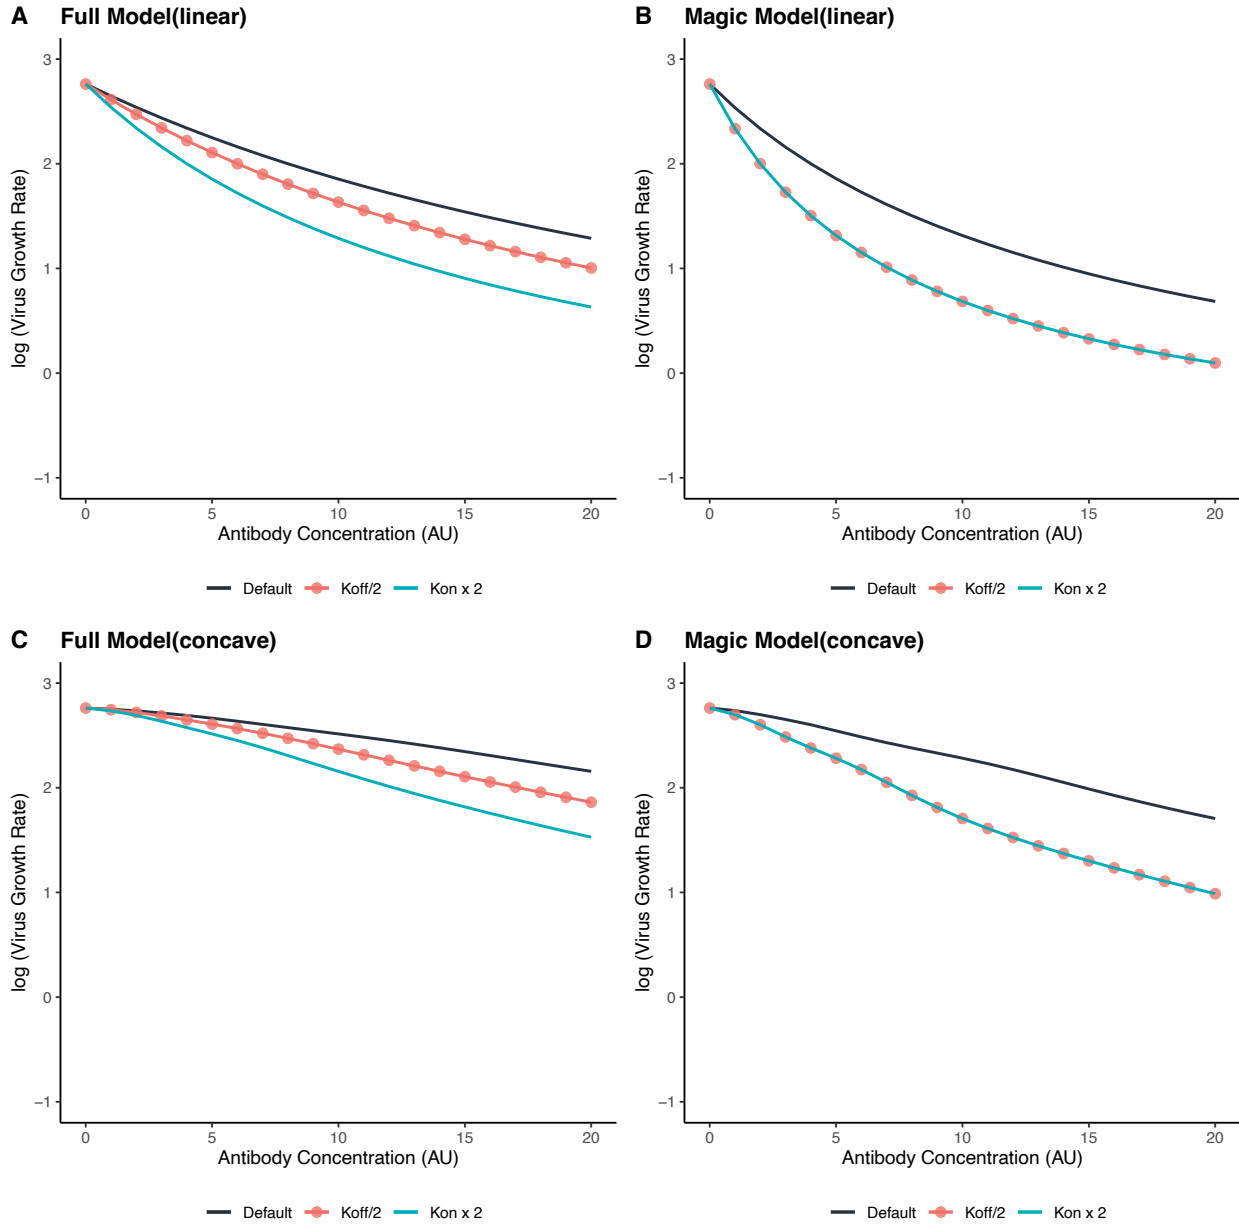 A Full Model(linear)
log (Virus Growth Rate)
3
2
1
0
−1
0 5 10 15 20
Antibody Concentration (AU)
Default Koff/2 Kon x 2
B Magic Model(linear)
log (Virus Growth Rate)
3
2
1
0
−1
0 5 10 15 20
Antibody Concentration (AU)
Default Koff/2 Kon x 2
C Full Model(concave)
log (Virus Growth Rate)
3
2
1
0
−1
0 5 10 15 20
Antibody Concentration (AU)
Default Koff/2 Kon x 2
D Magic Model(concave)
log (Virus Growth Rate)
3
2
1
0
−1
0 5 10 15 20
Antibody Concentration (AU)
Default Koff/2 Kon x 2